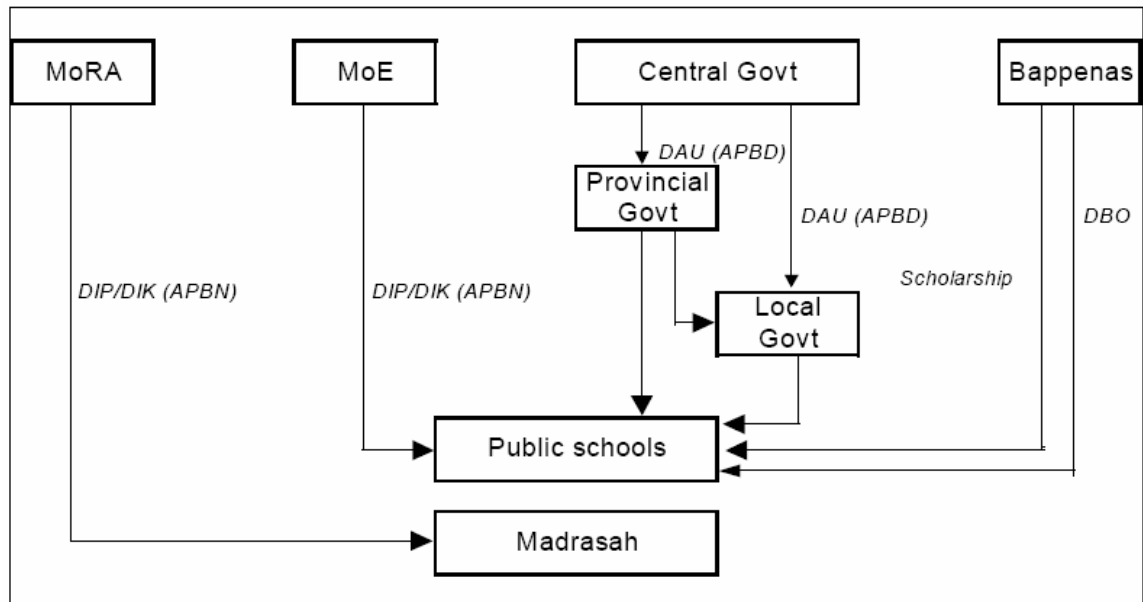 MoRA
MoE
Central Govt
Bappenas
DAU (APBD)
Provincial
Govt
DAU (APBD)
DBO
DIP/DIK (APBN)
DIP/DIK (APBN)
Scholarship
Local
Govt
Public schools
Madrasah